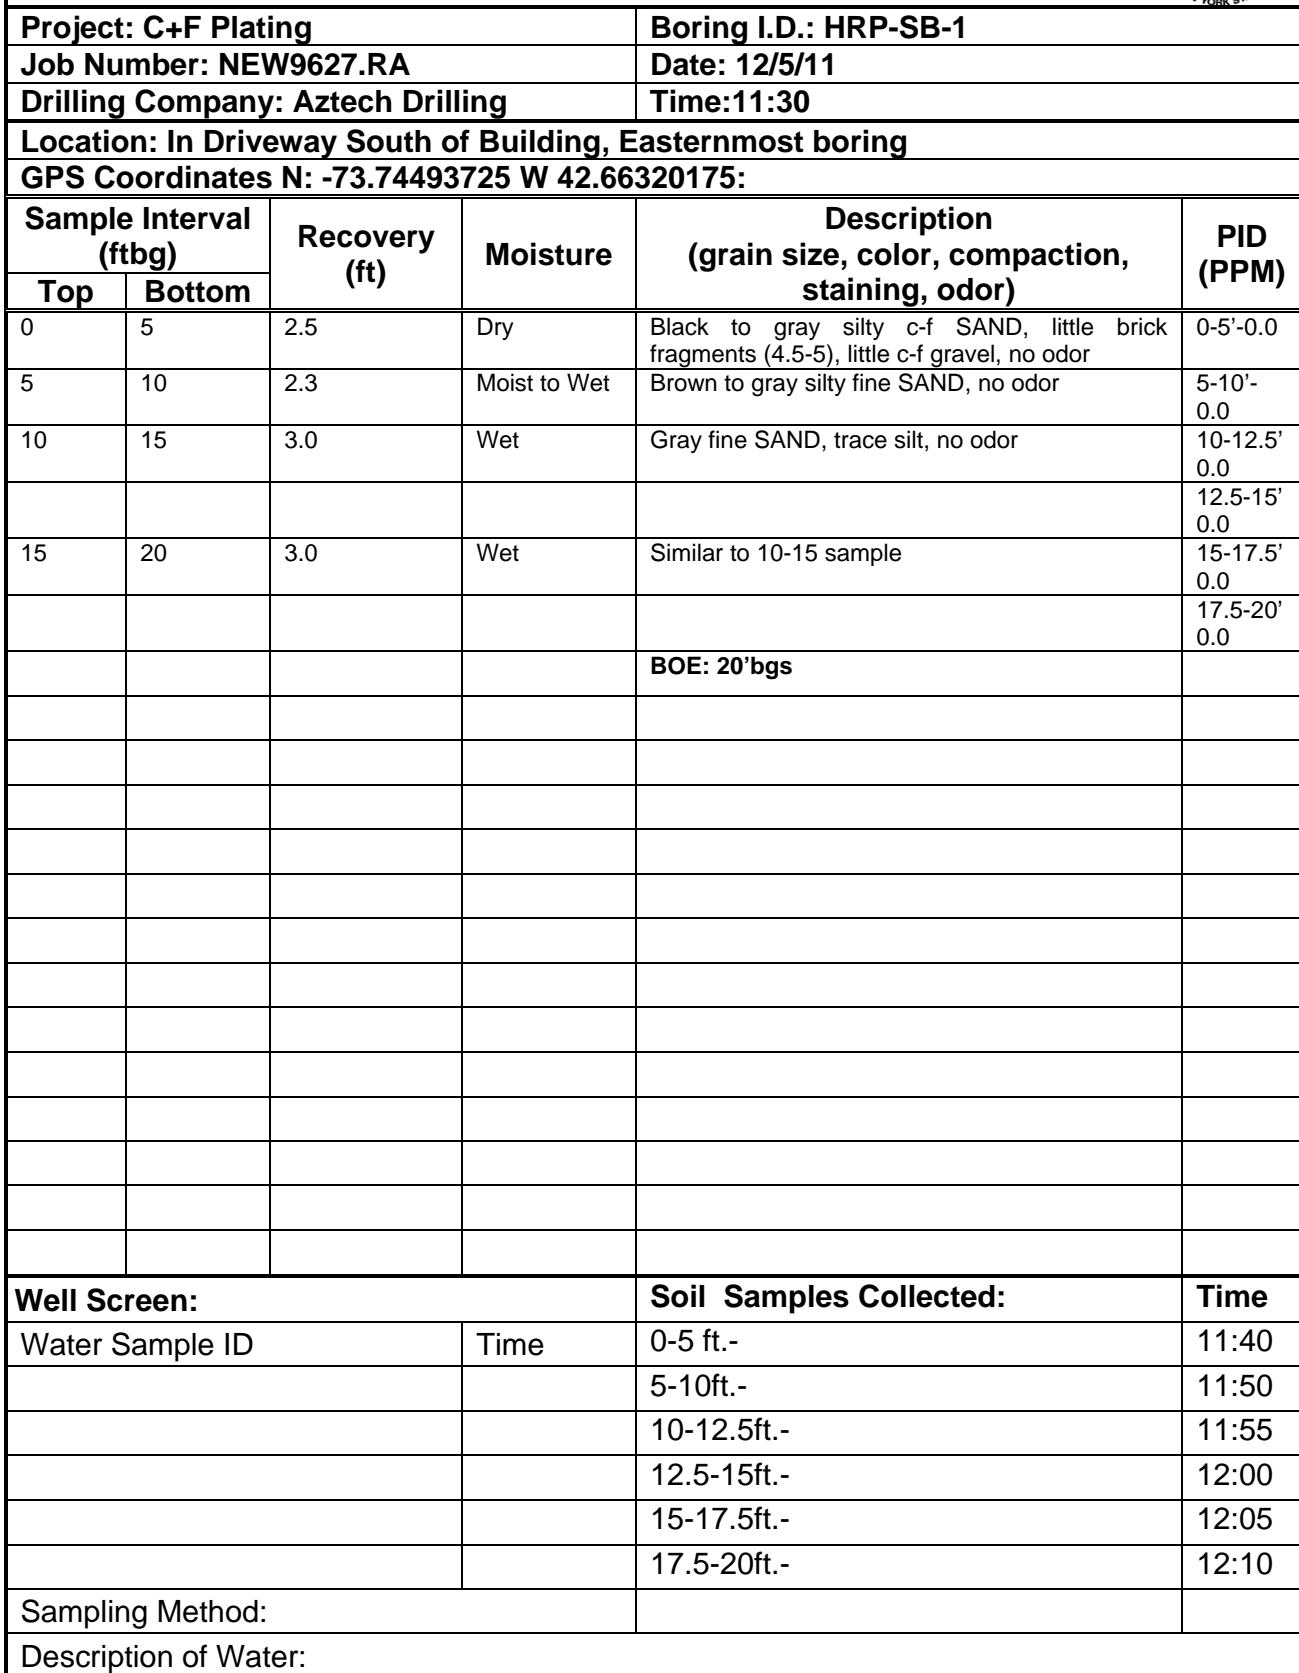 Project: C+F Plating Boring I.D.: HRP-SB-1
Job Number: NEW9627.RA Date: 12/5/11
Drilling Company: Aztech Drilling Time:11:30
Location: In Driveway South of Building, Easternmost boring
GPS Coordinates N: -73.74493725 W 42.66320175:
Sample Interval
(ftbg)
Top Bottom
Recovery
(ft)
Moisture
Description
(grain size, color, compaction,
staining, odor)
PID
(PPM)
0 5 2.5 Dry Black to gray silty c-f SAND, little brick 0-5’-0.0
fragments (4.5-5), little c-f gravel, no odor
5 10 2.3 Moist to Wet Brown to gray silty fine SAND, no odor 5-10’-
0.0
10 15 3.0 Wet Gray fine SAND, trace silt, no odor 10-12.5’
0.0
12.5-15’
0.0
15 20 3.0 Wet Similar to 10-15 sample 15-17.5’
0.0
17.5-20’
0.0
BOE: 20’bgs
Well Screen: Soil Samples Collected: Time
Water Sample ID Time 0-5 ft.- 11:40
5-10ft.- 11:50
10-12.5ft.- 11:55
12.5-15ft.- 12:00
15-17.5ft.- 12:05
17.5-20ft.- 12:10
Sampling Method:
Description of Water: